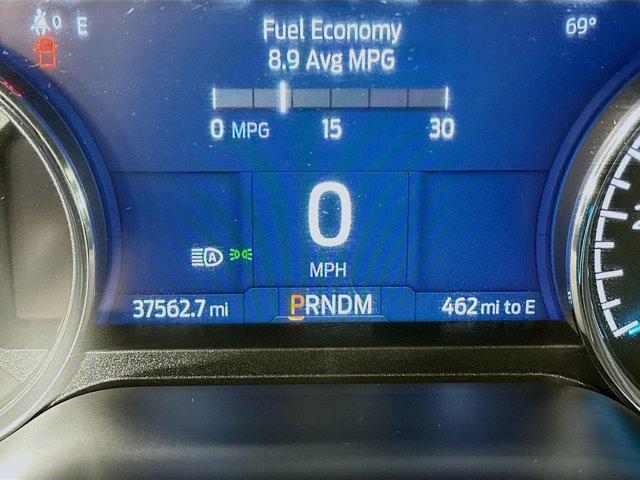 0 E
Fuel Economy
69°
8.9 Avg MPG
0 MPG 15 30
0
MPH
A
37562.7 mi
PRNDM
462 mi to E